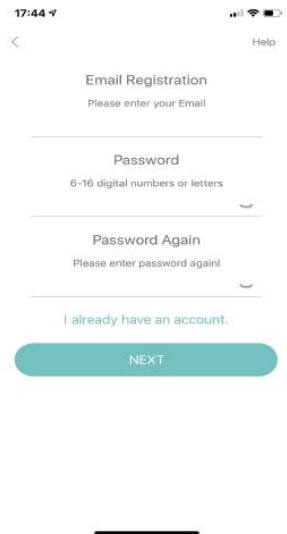 17:44
Help
Email Registration
Please enter your Email
Password
6-16 digital numbers or letters
Password Again
Please enter password again!
I already have an account.
NEXT